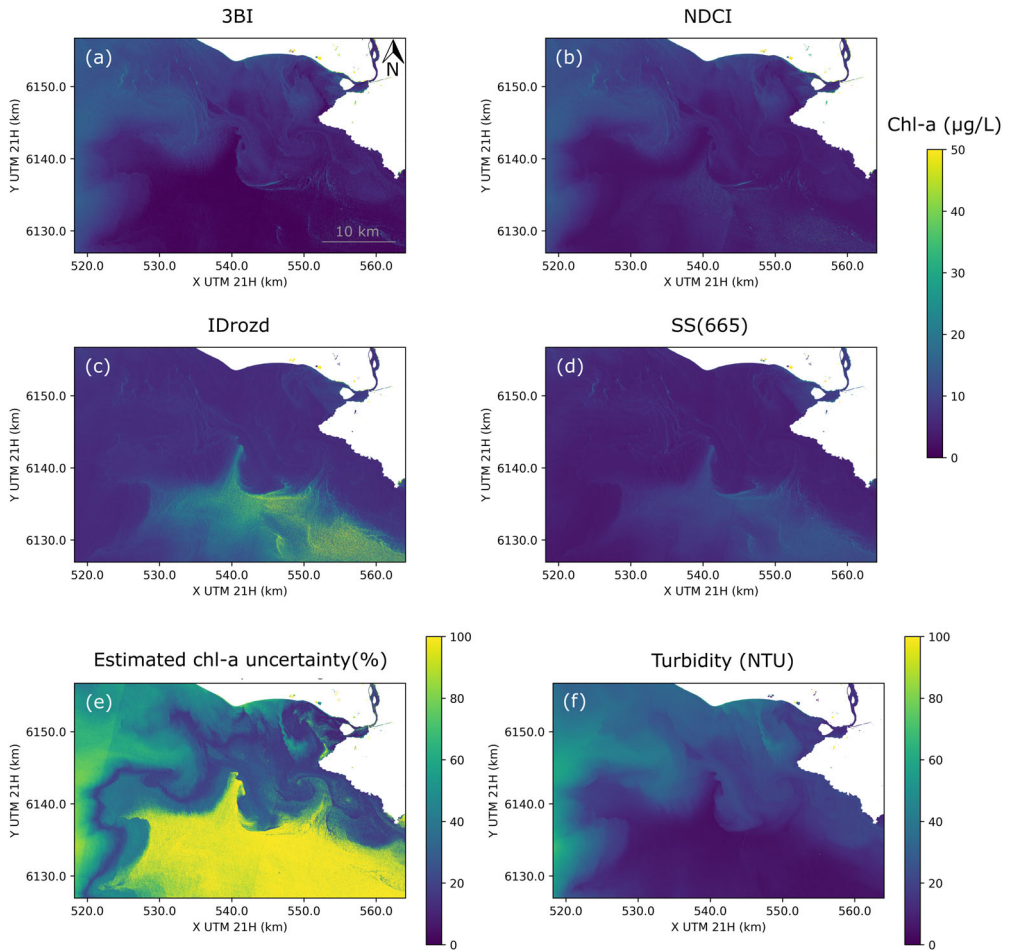 3BI
NDCI
(a)
N
(b)
6150.0
6140.0
6130.0
Y UTM 21H (km)
10 km
520.0 530.0 540.0 550.0 560.0
X UTM 21H (km)
6150.0
6140.0
6130.0
Y UTM 21H (km)
520.0 530.0 540.0 550.0 560.0
X UTM 21H (km)
Chl-a (μg/L)
50
40
30
20
10
0
IDrozd
SS(665)
(c)
(d)
6150.0
6140.0
6130.0
Y UTM 21H (km)
520.0 530.0 540.0 550.0 560.0
X UTM 21H (km)
6150.0
6140.0
6130.0
Y UTM 21H (km)
520.0 530.0 540.0 550.0 560.0
X UTM 21H (km)
Estimated chl-a uncertainty(%)
(e)
6150.0
6140.0
6130.0
Y UTM 21H (km)
520.0 530.0 540.0 550.0 560.0
X UTM 21H (km)
100
80
60
40
20
0
Turbidity (NTU)
(f)
6150.0
6140.0
6130.0
Y UTM 21H (km)
520.0 530.0 540.0 550.0 560.0
X UTM 21H (km)
100
80
60
40
20
0